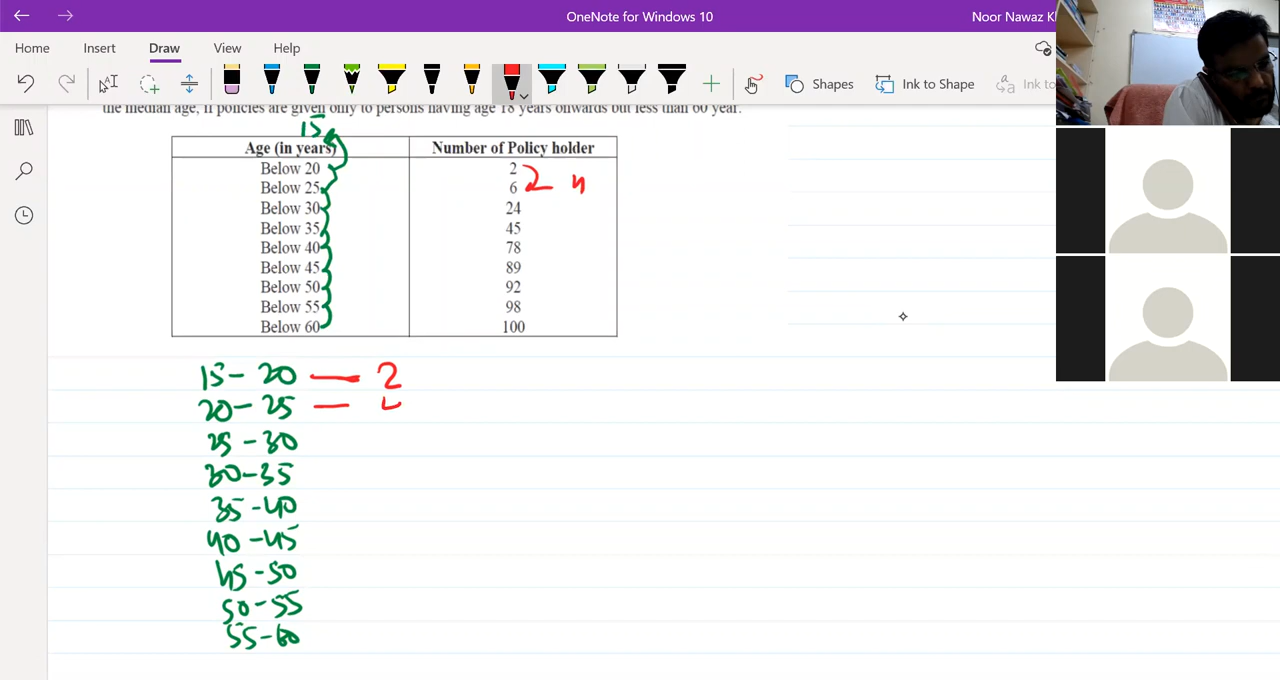 OneNote for Windows 10
Noor Nawaz
Home Insert Draw View Help
Shapes Ink to Shape Ink to
the median age, if policies are given only to persons having age 18 years onwards but less than 60 year.
15
Age (in years) Number of Policy holder
Below 20 2
Below 25 6 4
Below 30 24
Below 35 45
Below 40 78
Below 45 89
Below 50 92
Below 55 98
Below 60 100
15 - 20 — 2
20 - 25 —
25 - 30
30 - 35
35 - 40
40 - 45
45 - 50
50 - 55
55 - 60